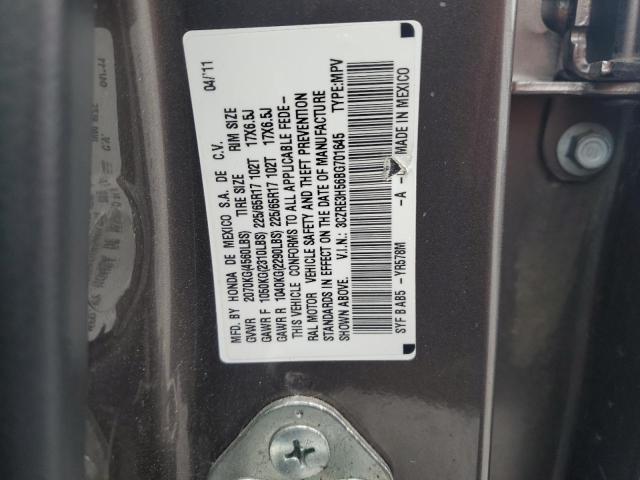 MFD. BY HONDA DE MEXICO S.A. DE C.V. 04/'11
GVWR 2070KG(4560LBS) TIRE SIZE RIM SIZE
GAWR F 1050KG(2310LBS) 225/65R17 102T 17X6.5J
GAWR R 1040KG(2290LBS) 225/65R17 102T 17X6.5J
THIS VEHICLE CONFORMS TO ALL APPLICABLE FEDE-
RAL MOTOR VEHICLE SAFETY AND THEFT PREVENTION
STANDARDS IN EFFECT ON THE DATE OF MANUFACTURE
SHOWN ABOVE. V.I.N.: 3CZRE3H56BG701645 TYPE:MPV
SYF B AB5 -YR578M -A- MADE IN MEXICO